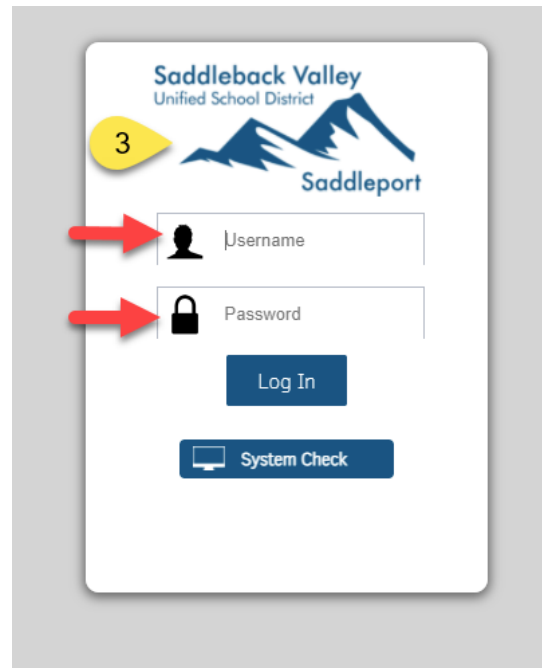 Saddleback Valley
Unified School District
3
Saddleport
Username
Password
Log In
System Check